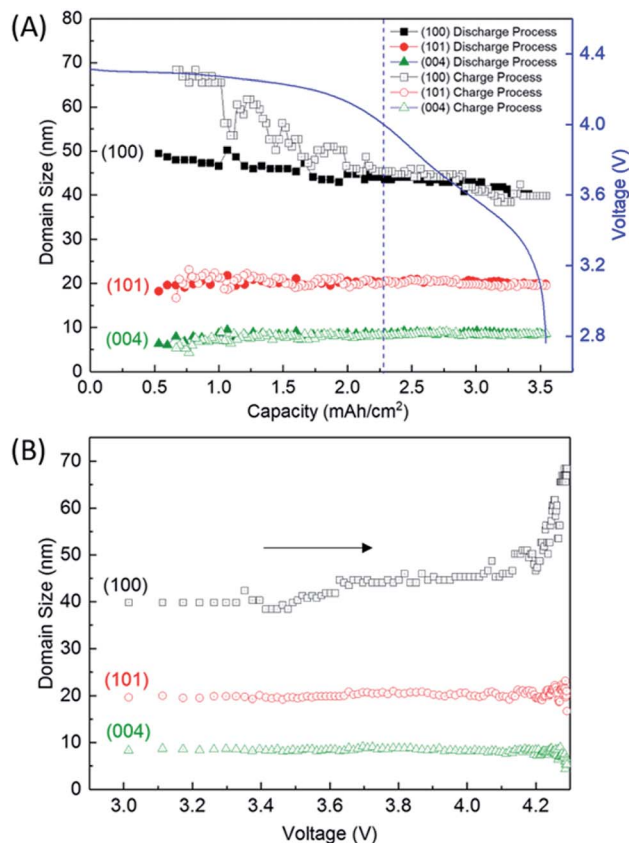 (A)
80
70
60
50
40
30
20
10
0
Domain Size (nm)
(100)
(101)
(004)
(100) Discharge Process
(101) Discharge Process
(004) Discharge Process
(100) Charge Process
(101) Charge Process
(004) Charge Process
4.4
4.0
3.6
3.2
2.8
Voltage (V)
0.0 0.5 1.0 1.5 2.0 2.5 3.0 3.5
Capacity (mAh/cm²)
(B)
70
60
50
40
30
20
10
0
Domain Size (nm)
(100)
(101)
(004)
3.0 3.2 3.4 3.6 3.8 4.0 4.2
Voltage (V)